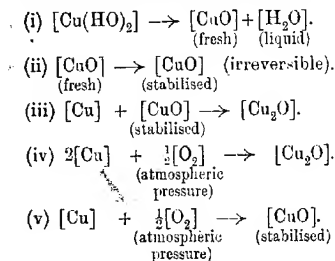 (i) [Cu(HO)₂] ⟶ [CuO]+[H₂O].
(fresh) (liquid)
(ii) [CuO] ⟶ [CuO] (irreversible).
(fresh) (stabilised)
(iii) [Cu] + [CuO] ⟶ [Cu₂O].
(stabilised)
(iv) 2[Cu] + ½[O₂] ⟶ [Cu₂O].
(atmospheric
pressure)
(v) [Cu] + ½[O₂] ⟶ [CuO].
(atmospheric (stabilised)
pressure)